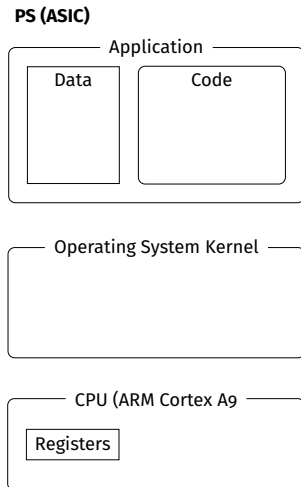 PS (ASIC)
Application
Data Code
Operating System Kernel
CPU (ARM Cortex A9
Registers